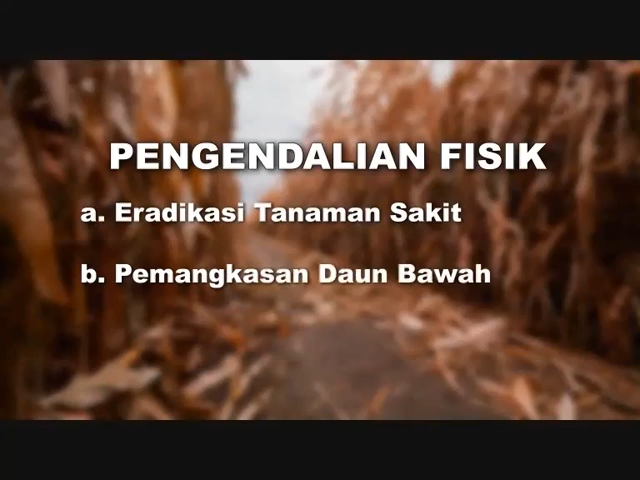 PENGENDALIAN FISIK
a. Eradikasi Tanaman Sakit
b. Pemangkasan Daun Bawah